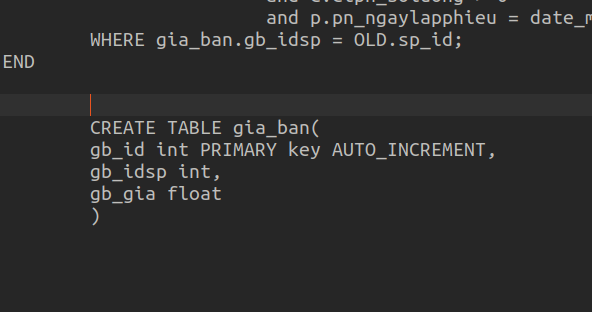 and p.pn_ngaylapphieu = date_m
WHERE gia_ban.gb_idsp = OLD.sp_id;
END
CREATE TABLE gia_ban(
gb_id int PRIMARY key AUTO_INCREMENT,
gb_idsp int,
gb_gia float
)